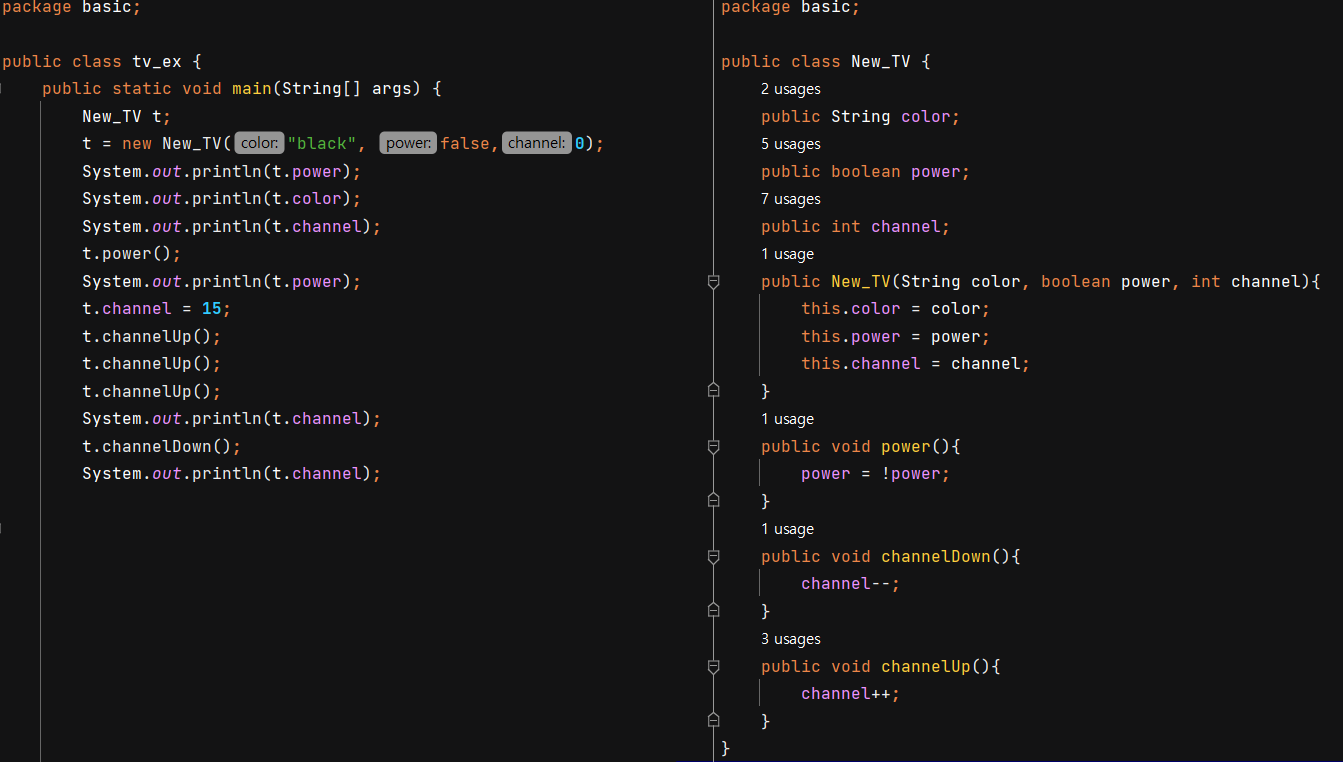 package basic;
public class tv_ex {
public static void main(String[] args) {
New_TV t;
t = new New_TV( color: "black", power: false, channel: 0);
System.out.println(t.power);
System.out.println(t.color);
System.out.println(t.channel);
t.power();
System.out.println(t.power);
t.channel = 15;
t.channelUp();
t.channelUp();
t.channelUp();
System.out.println(t.channel);
t.channelDown();
System.out.println(t.channel);
package basic;
public class New_TV {
2 usages
public String color;
5 usages
public boolean power;
7 usages
public int channel;
1 usage
public New_TV(String color, boolean power, int channel){
this.color = color;
this.power = power;
this.channel = channel;
}
1 usage
public void power(){
power = !power;
}
1 usage
public void channelDown(){
channel--;
}
3 usages
public void channelUp(){
channel++;
}
}